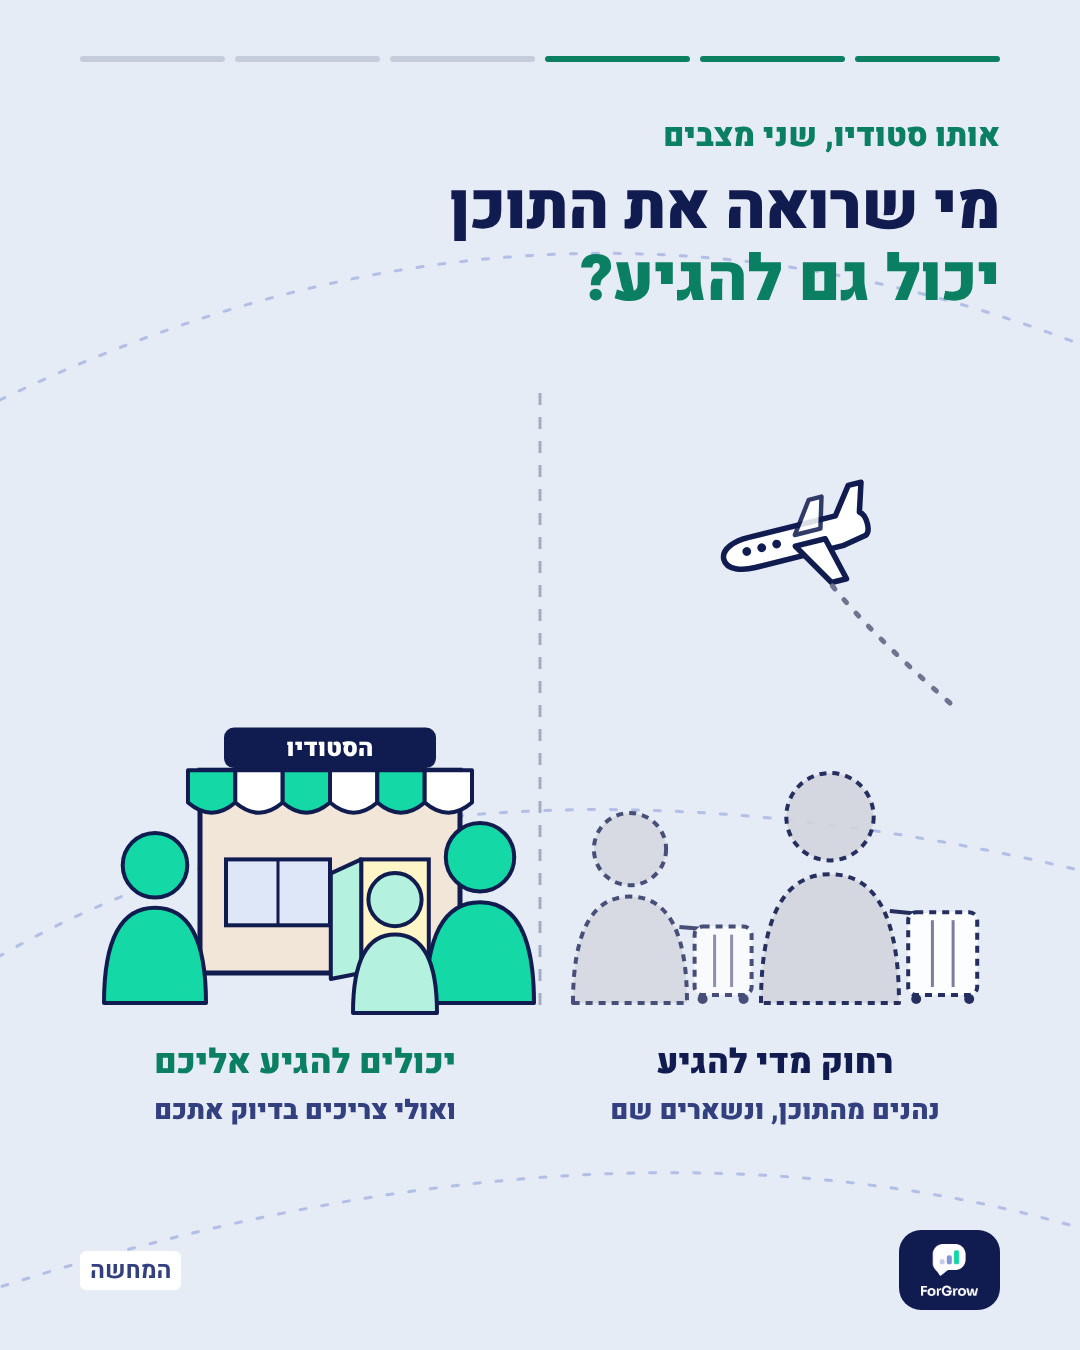 אותו סטודיו, שני מצבים
מי שרואה את התוכן
יכול גם להגיע?
הסטודיו
רחוק מדי להגיע
נהנים מהתוכן, ונשארים שם
יכולים להגיע אליכם
ואולי צריכים בדיוק אתכם
ForGrow
המחשה